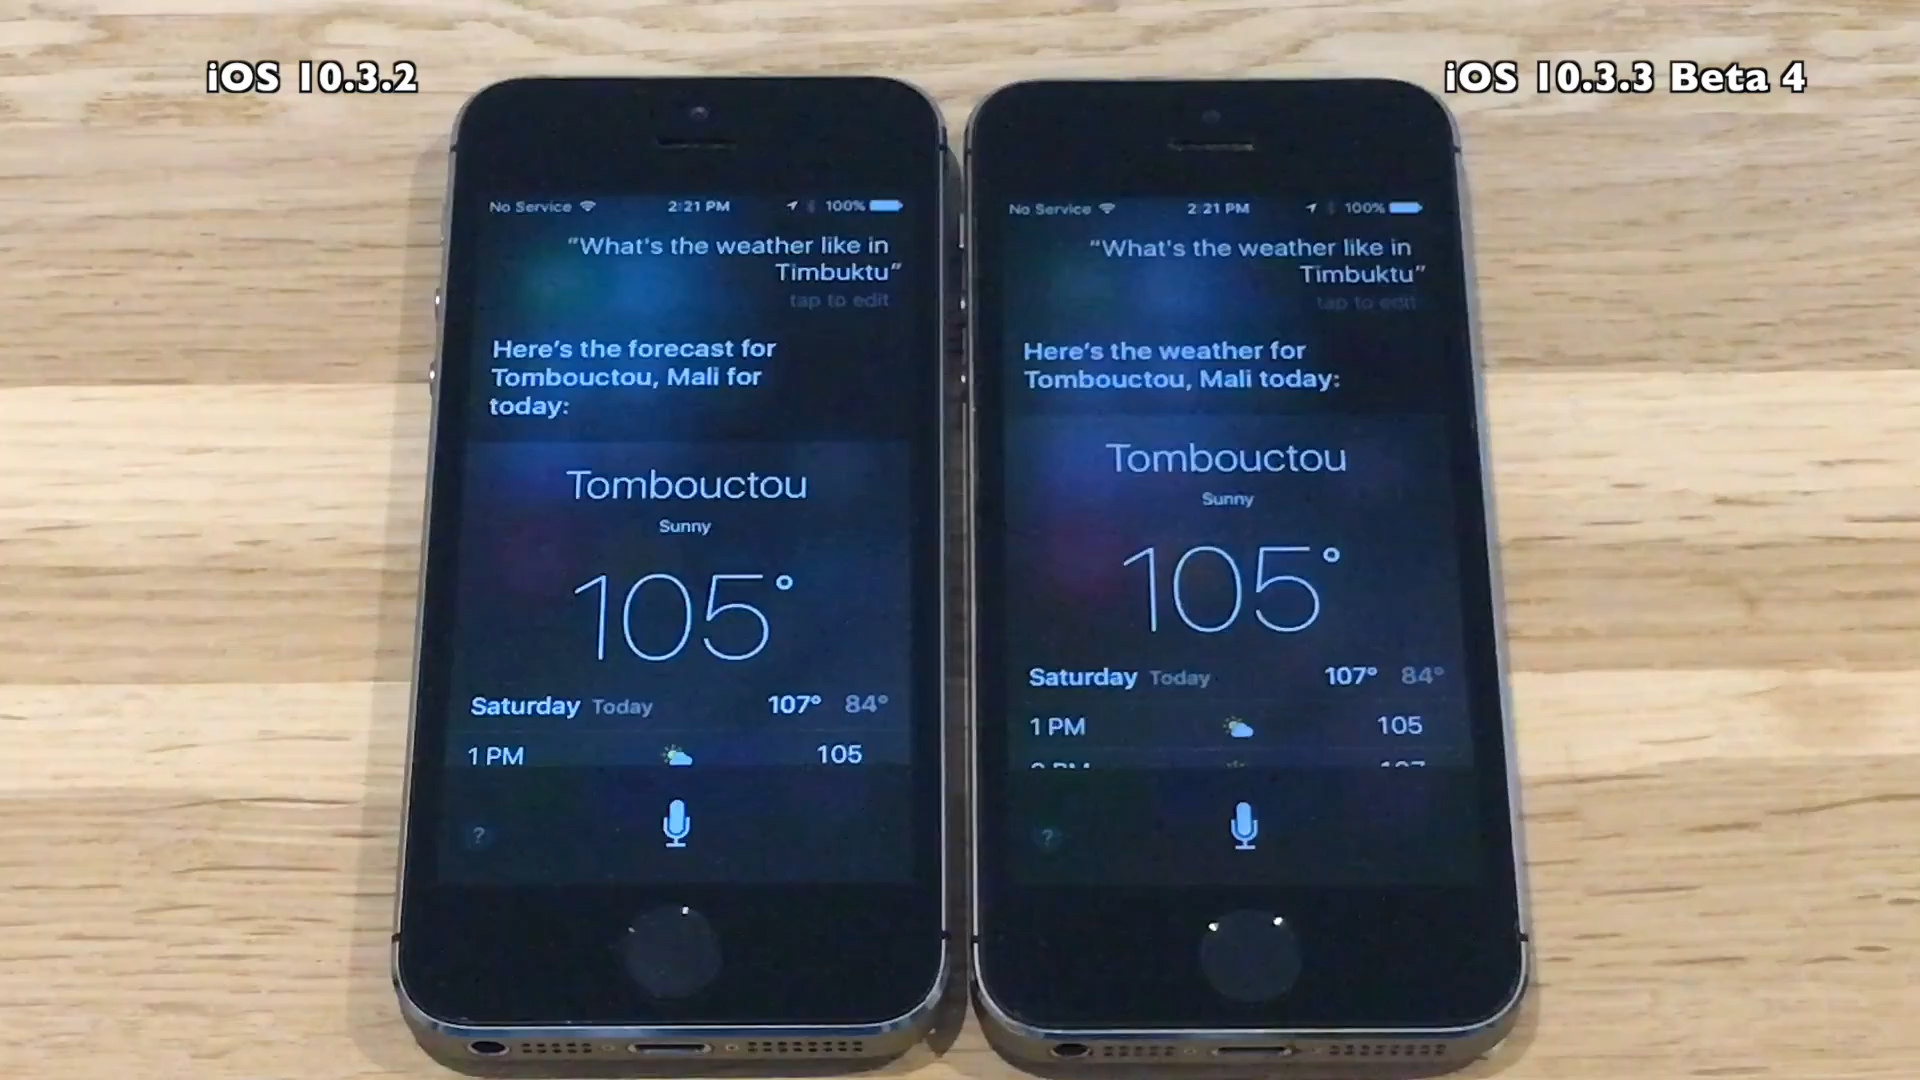 iOS 10.3.2
iOS 10.3.3 Beta 4
No Service 2:21 PM 100%
“What's the weather like in
Timbuktu”
tap to edit
Here's the forecast for
Tombouctou, Mali for
today:
Tombouctou
Sunny
105°
Saturday Today 107° 84°
1 PM 105
?
No Service 2:21 PM 100%
“What's the weather like in
Timbuktu”
tap to edit
Here's the weather for
Tombouctou, Mali today:
Tombouctou
Sunny
105°
Saturday Today 107° 84°
1 PM 105
?